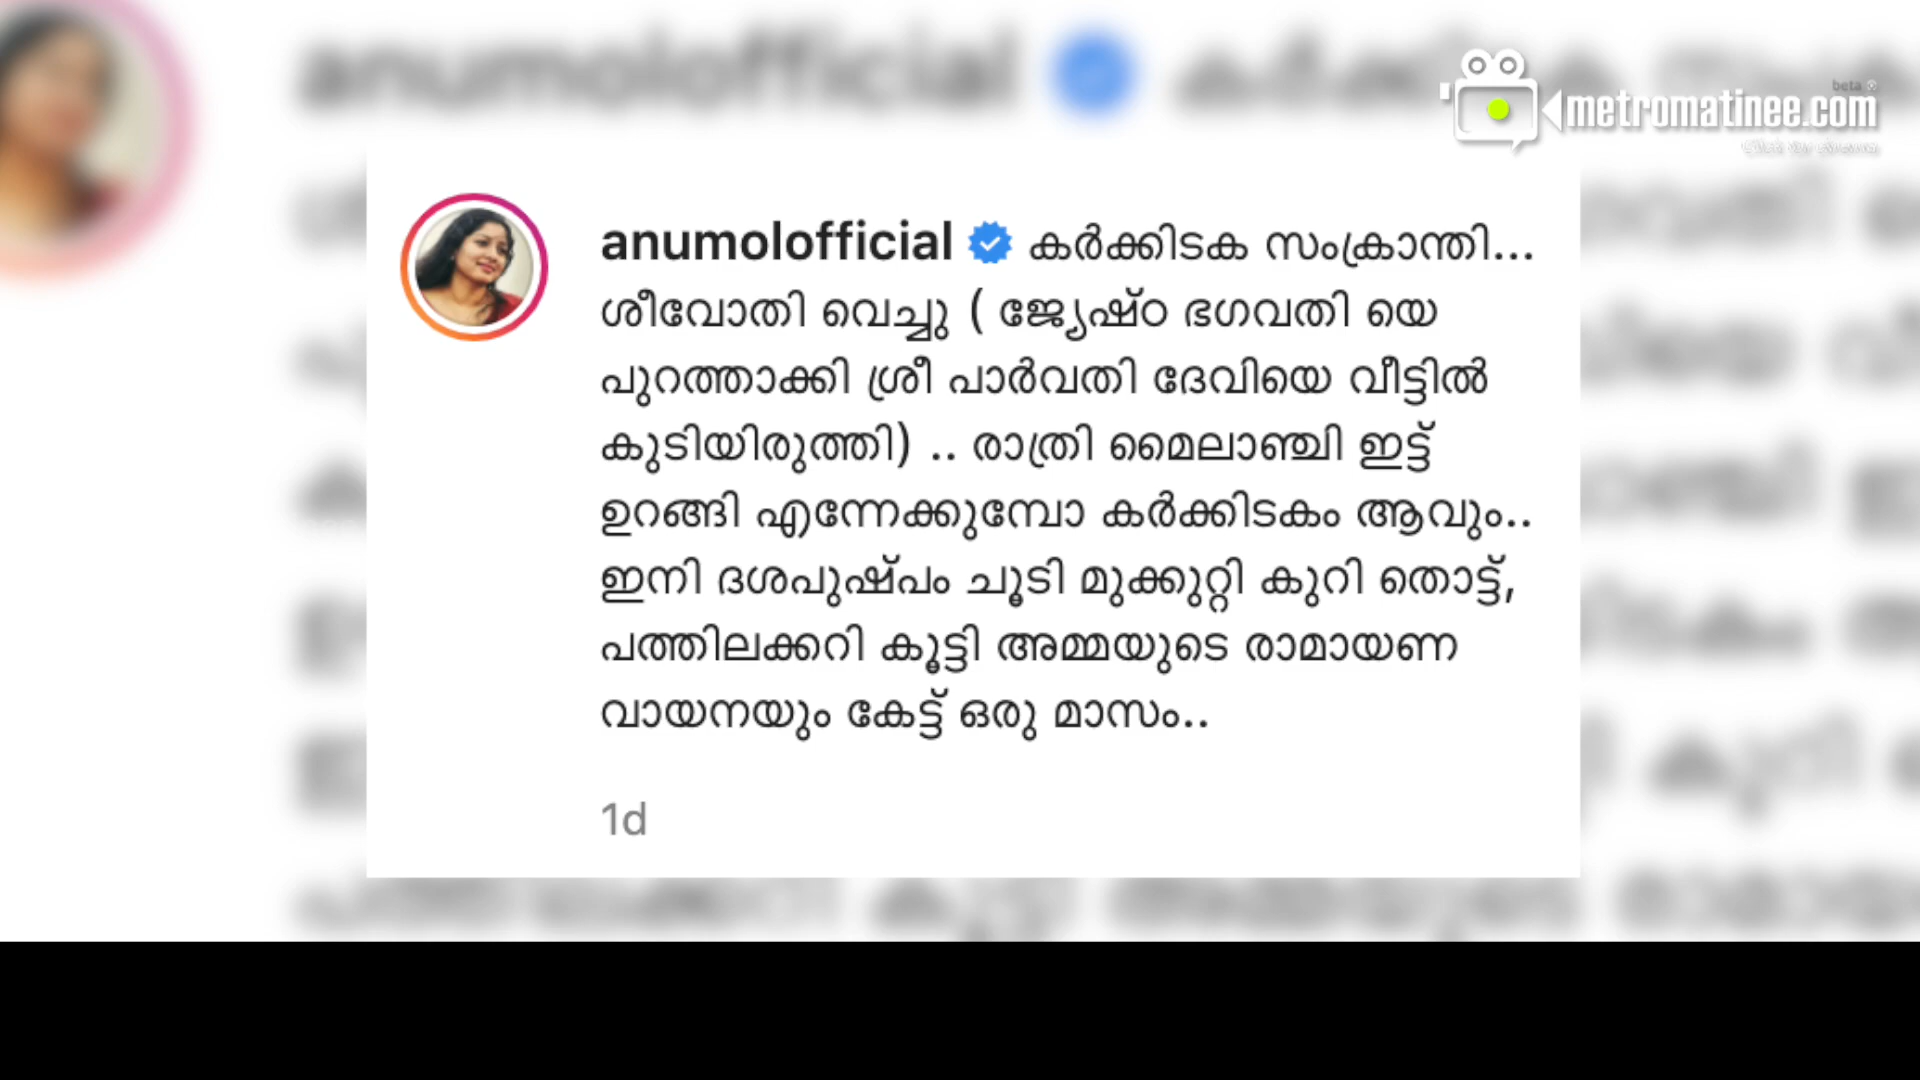 beta
metromatinee.com
anumolofficial കർക്കിടക സംക്രാന്തി...
ശീവോതി വെച്ചു ( ജ്യേഷ്ഠ ഭഗവതി യെ
പുറത്താക്കി ശ്രീ പാർവതി ദേവിയെ വീട്ടിൽ
കുടിയിരുത്തി) .. രാത്രി മൈലാഞ്ചി ഇട്ട്
ഉറങ്ങി എന്നേക്കുമ്പോ കർക്കിടകം ആവും..
ഇനി ദശപുഷ്പം ചൂടി മുക്കുറ്റി കുറി തൊട്ട്,
പത്തിലക്കറി കൂട്ടി അമ്മയുടെ രാമായണ
വായനയും കേട്ട് ഒരു മാസം..
1d